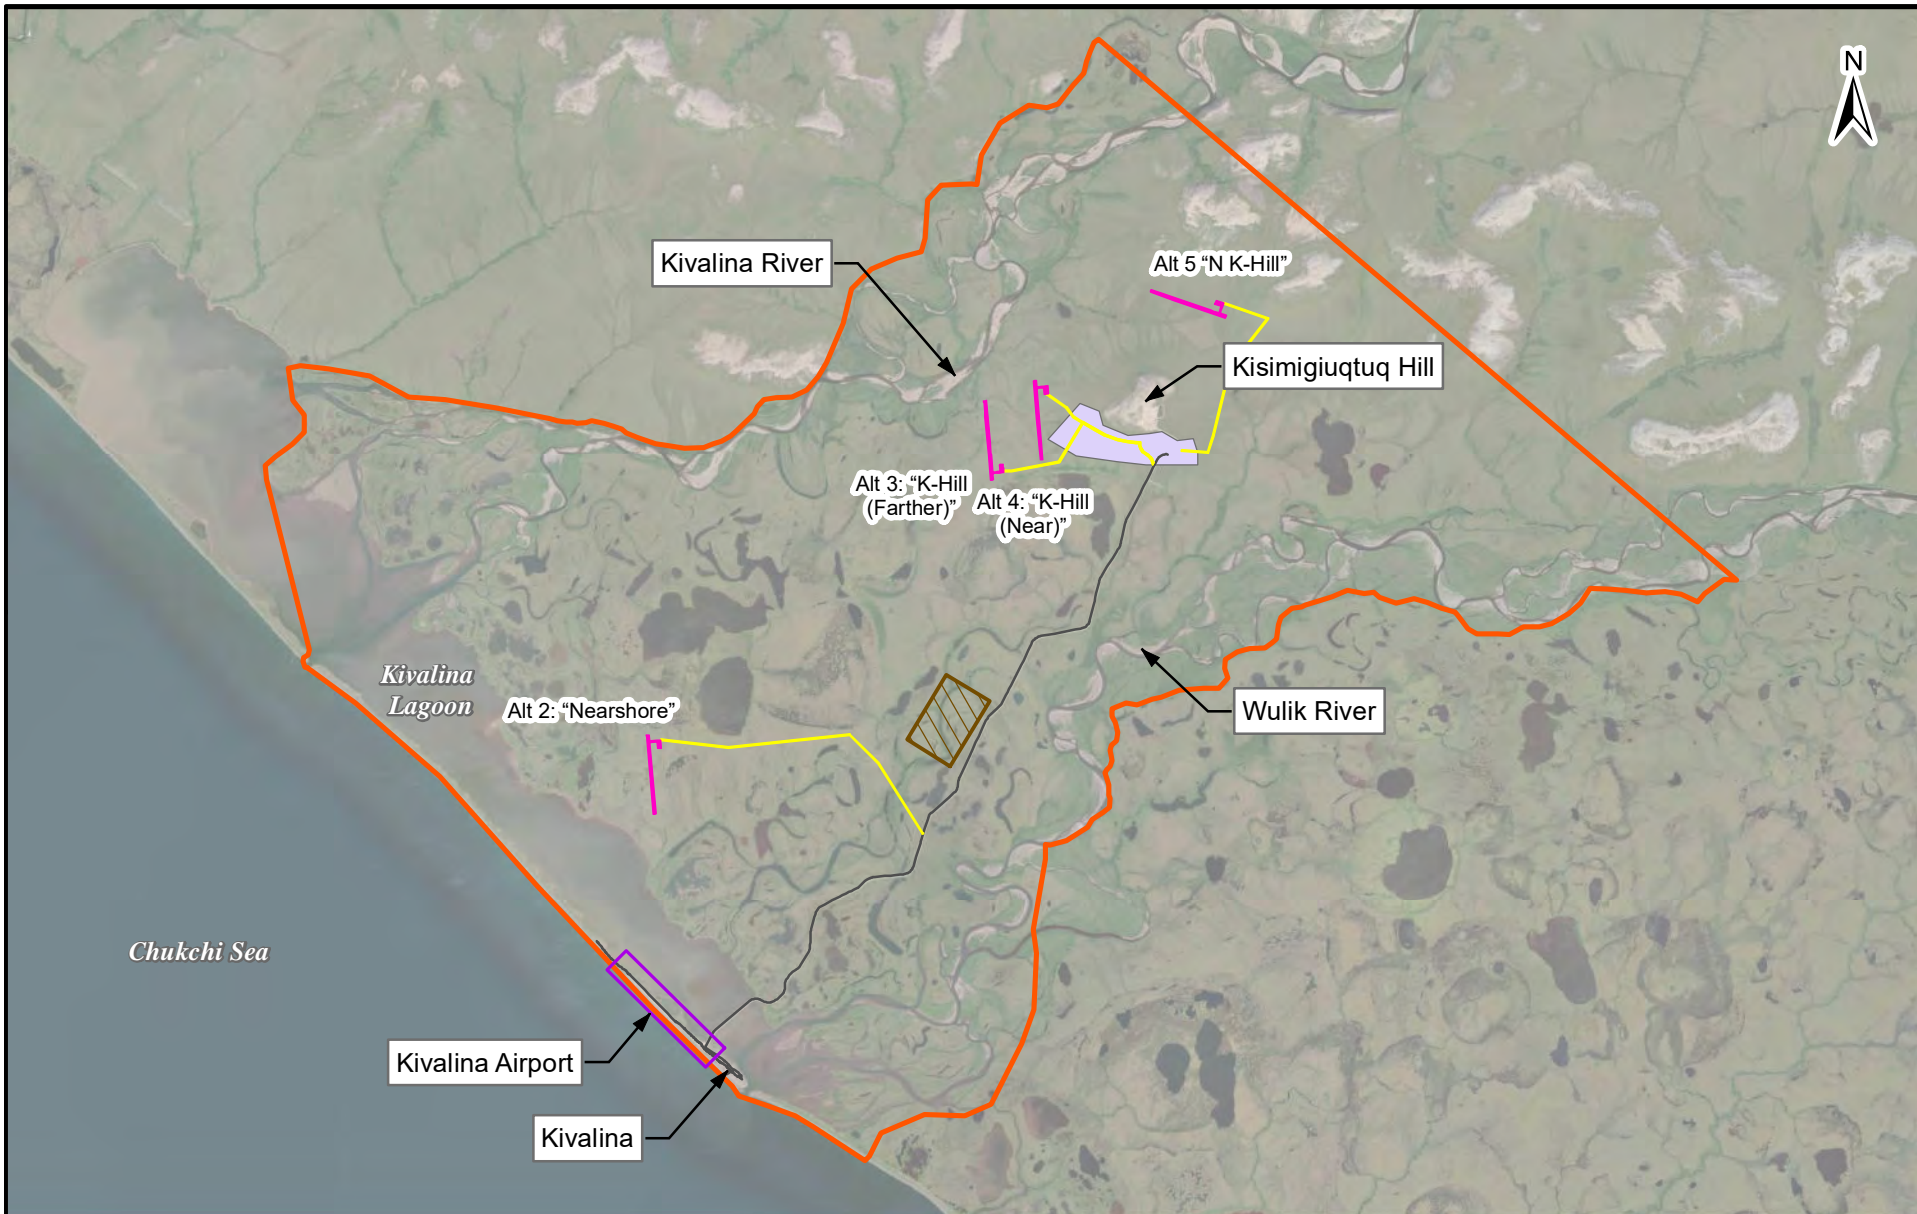 N
Kivalina River
Alt 5 “N K-Hill”
Kisimigiuqtuq Hill
Alt 3: “K-Hill
(Farther)”
Alt 4: “K-Hill
(Near)”
Kivalina
Lagoon
Alt 2: “Nearshore”
Wulik River
Chukchi Sea
Kivalina Airport
Kivalina